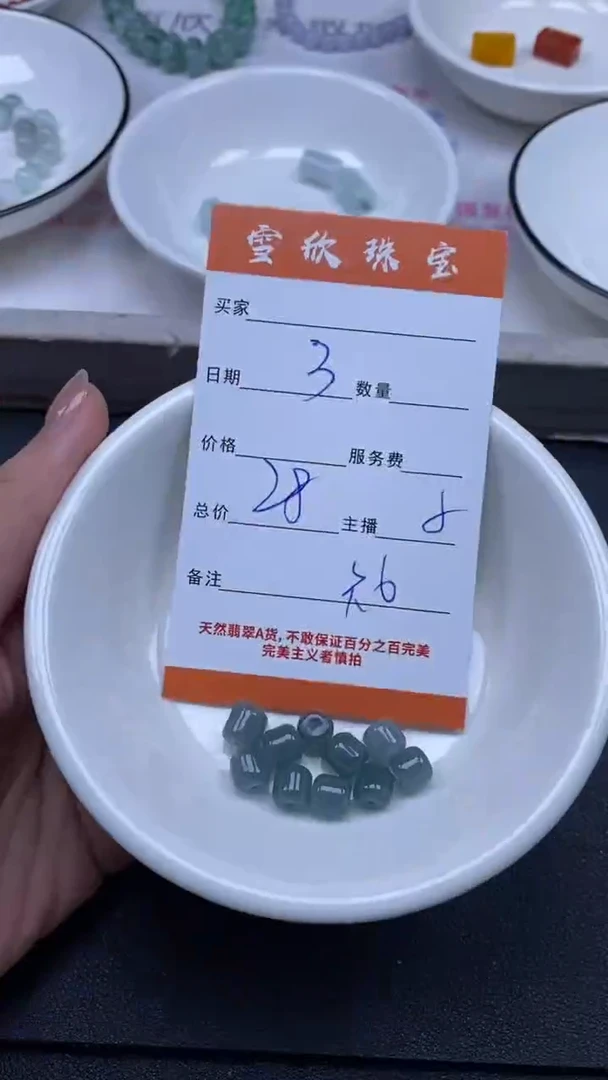 雪欣珠宝
买家
日期 3 数量
价格 服务费
总价 28 主播
备注
天然翡翠A货,不敢保证百分之百完美
完美主义者慎拍